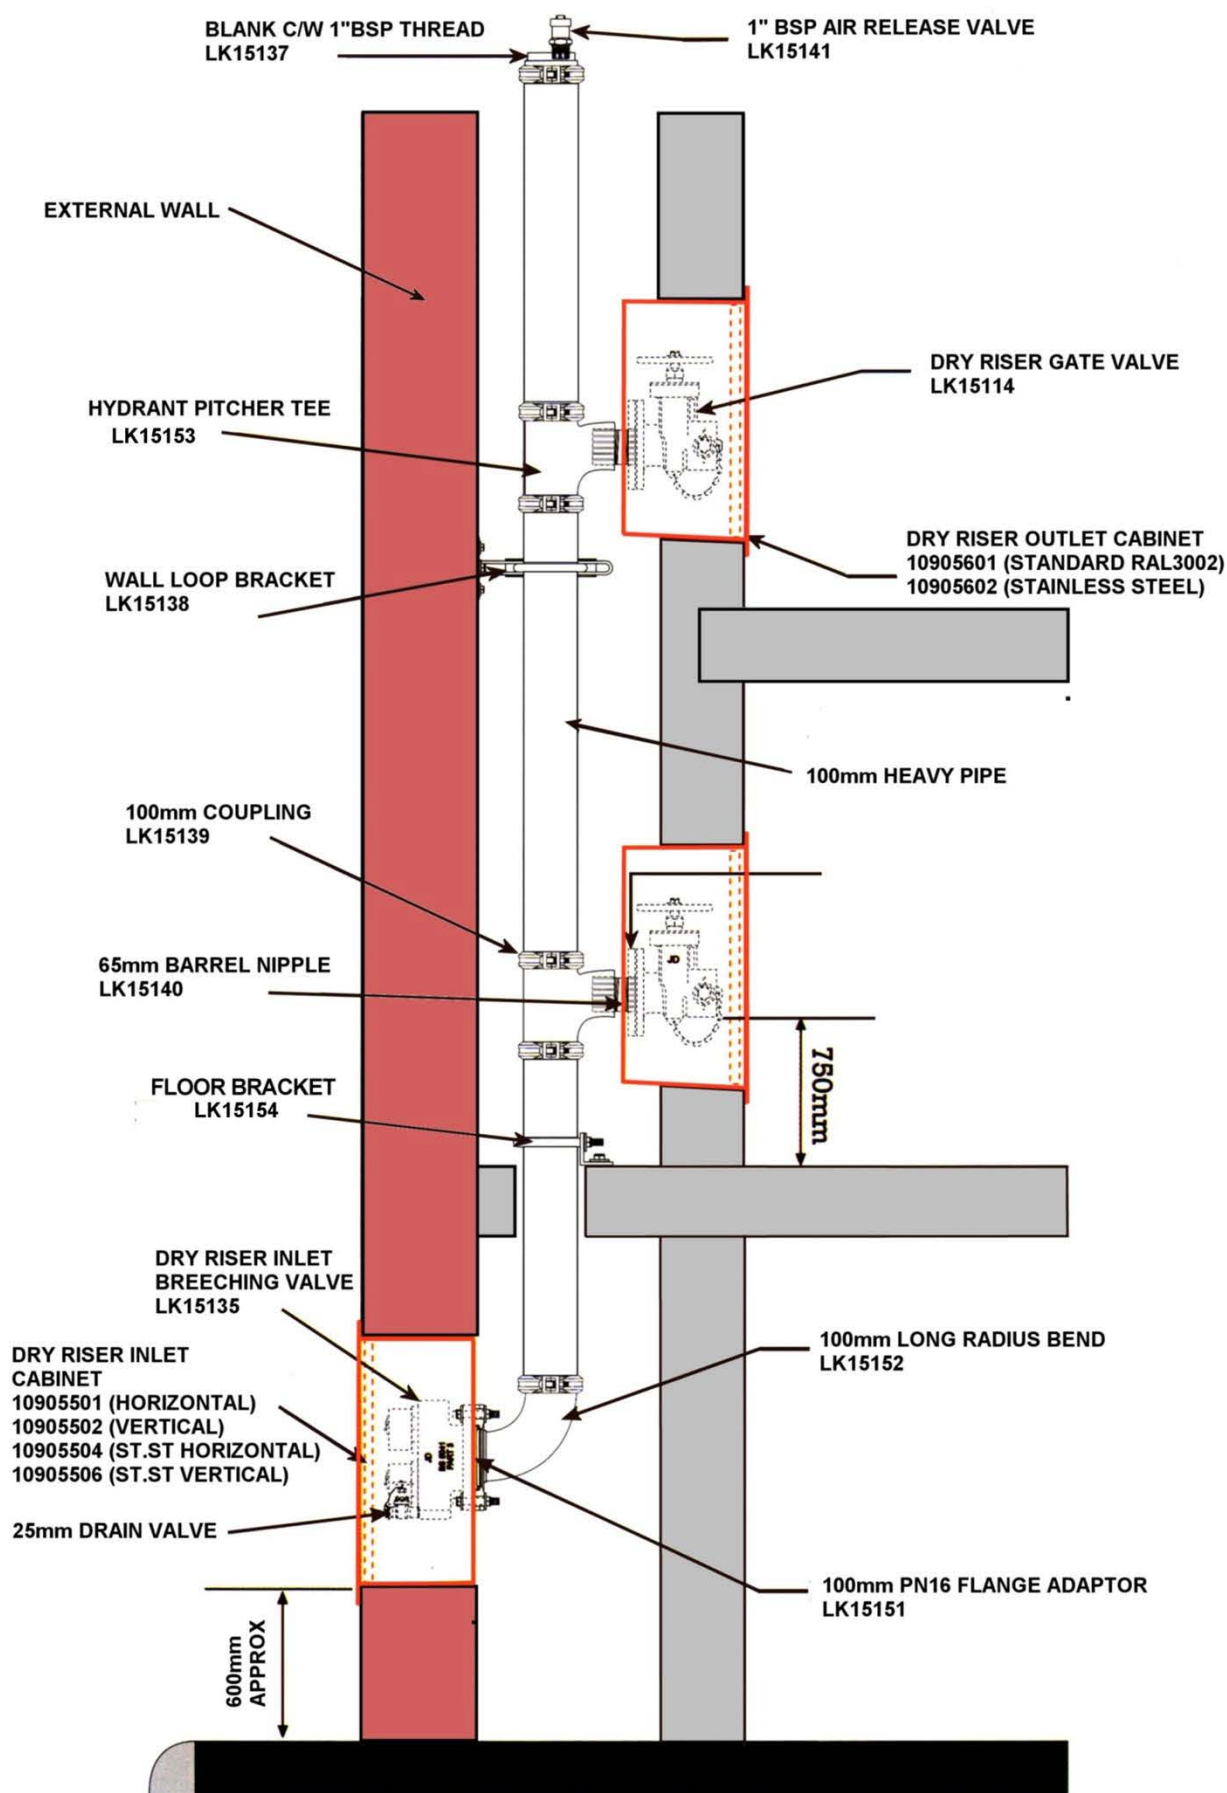 BLANK C/W 1"BSP THREAD
LK15137
1" BSP AIR RELEASE VALVE
LK15141
EXTERNAL WALL
DRY RISER GATE VALVE
LK15114
HYDRANT PITCHER TEE
LK15153
DRY RISER OUTLET CABINET
10905601 (STANDARD RAL3002)
10905602 (STAINLESS STEEL)
WALL LOOP BRACKET
LK15138
100mm HEAVY PIPE
100mm COUPLING
LK15139
65mm BARREL NIPPLE
LK15140
JD
750mm
FLOOR BRACKET
LK15154
DRY RISER INLET
BREECHING VALVE
LK15135
100mm LONG RADIUS BEND
LK15152
DRY RISER INLET
CABINET
10905501 (HORIZONTAL)
10905502 (VERTICAL)
10905504 (ST.ST HORIZONTAL)
10905506 (ST.ST VERTICAL)
JD
PART 3
25mm DRAIN VALVE
100mm PN16 FLANGE ADAPTOR
LK15151
600mm
APPROX